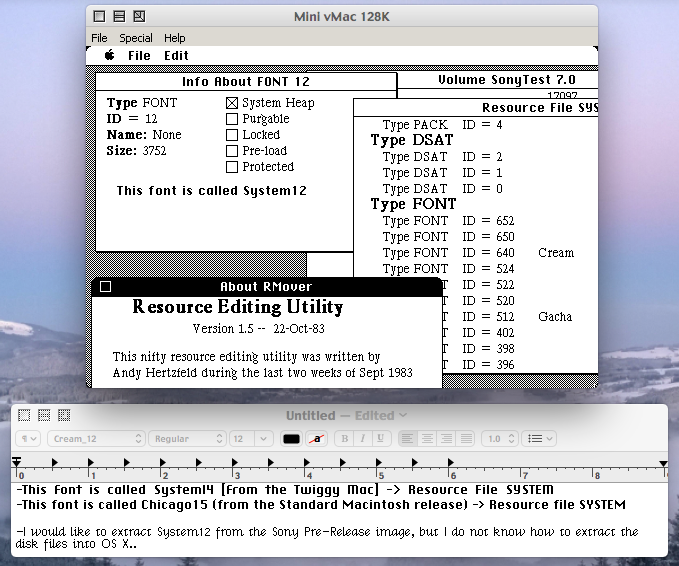 Mini vMac 128K
File Special Help
File Edit
Info About FONT 12
Type FONT
ID = 12
Name: None
Size: 3752
System Heap
Purgable
Locked
Pre-load
Protected
This font is called System12
Volume SonyTest 7.0
17097
Resource File SYS
Type PACK ID = 4
Type DSAT
Type DSAT ID = 2
Type DSAT ID = 1
Type DSAT ID = 0
Type FONT
Type FONT ID = 652
Type FONT ID = 650
Type FONT ID = 640 Cream
Type FONT ID = 524
T ID = 522
T ID = 520
T ID = 512 Gacha
T ID = 402
T ID = 398
T ID = 396
About RMover
Resource Editing Utility
Version 1.5 -- 22-Oct-83
This nifty resource editing utility was written by
Andy Hertzfeld during the last two weeks of Sept 1983
Untitled — Edited
¶ Cream_12 Regular 12 a B I U 1.0
0 1 2 3 4 5 6 7 8
-This Font is called System14 [from the Twiggy Mac] -> Resource File SYSTEM
-This font is called Chicago15 (from the Standard Macintosh release) -> Resource file SYSTEM
-I would like to extract System12 from the Sony Pre-Release image, but I do not know how to extract the
disk files into OS X..